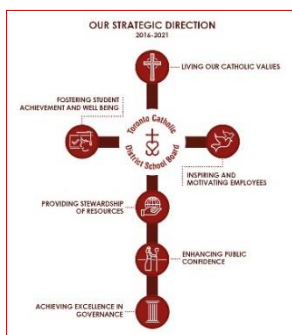 OUR STRATEGIC DIRECTION
2016-2021
LIVING OUR CATHOLIC VALUES
FOSTERING STUDENT
ACHIEVEMENT AND WELL BEING
Toronto Catholic
District School Board
INSPIRING AND
MOTIVATING EMPLOYEES
PROVIDING STEWARDSHIP
OF RESOURCES
ENHANCING PUBLIC
CONFIDENCE
ACHIEVING EXCELLENCE IN
GOVERNANCE